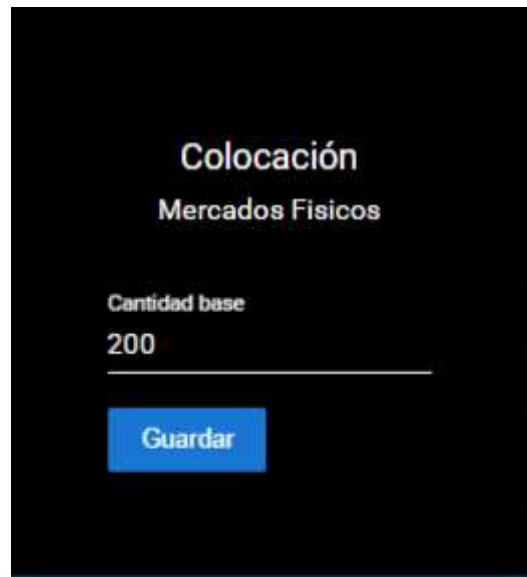 Colocación
Mercados Fisicos
Cantidad base
200
Guardar